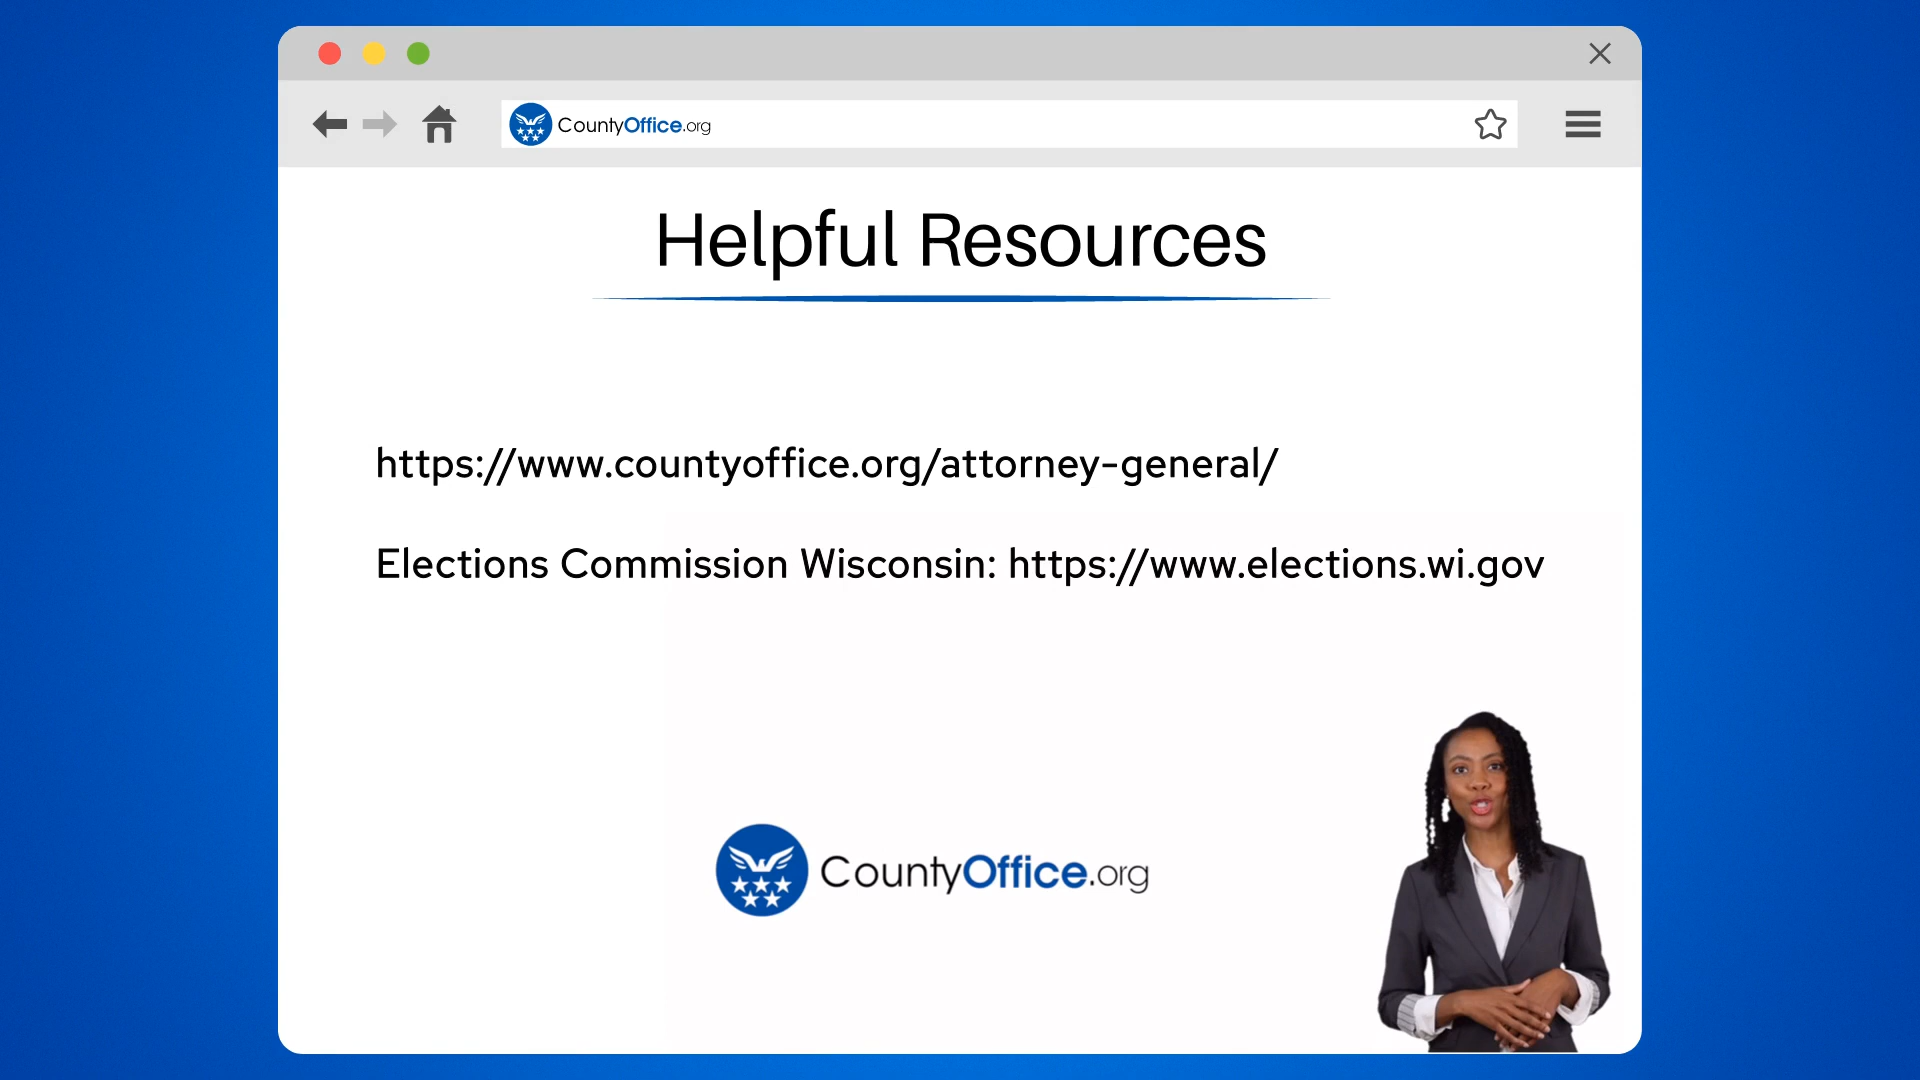 CountyOffice.org
Helpful Resources
https://www.countyoffice.org/attorney-general/
Elections Commission Wisconsin: https://www.elections.wi.gov
CountyOffice.org